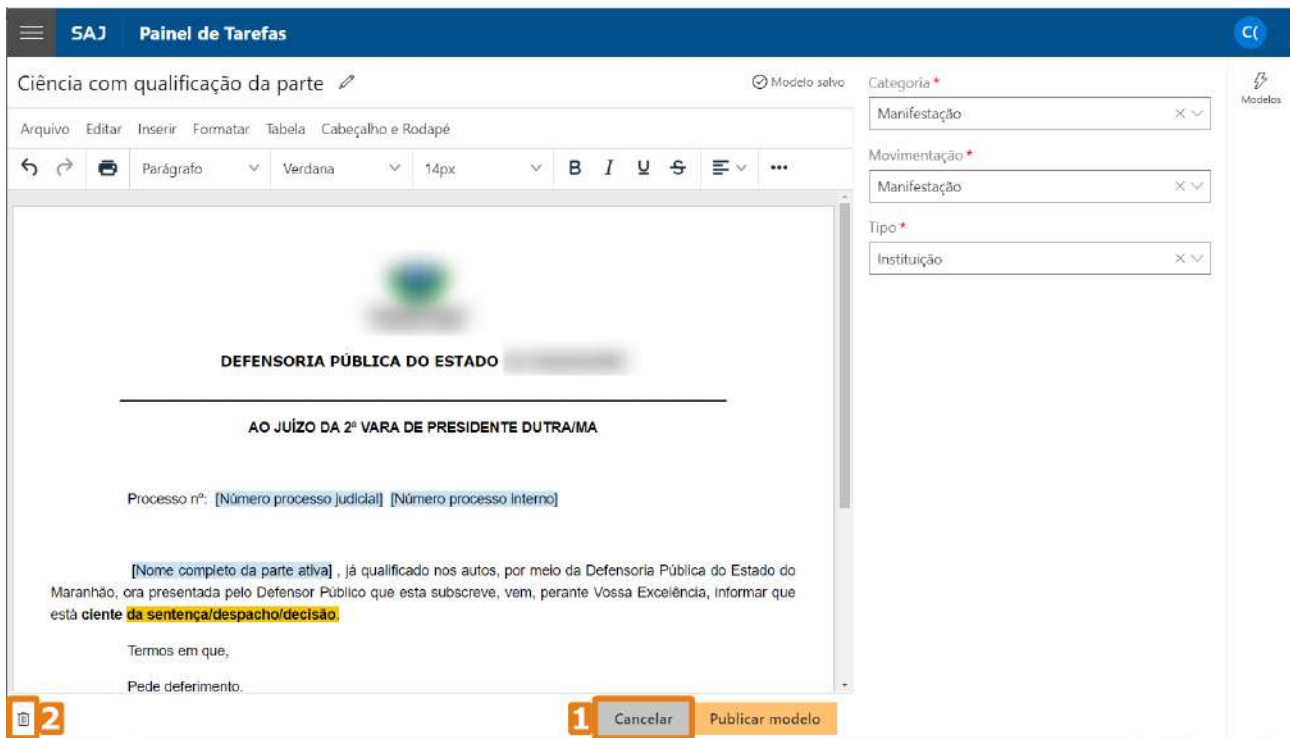 SAJ Painel de Tarefas C(
Ciência com qualificação da parte
Modelo salvo
Arquivo Editar Inserir Formatar Tabela Cabeçalho e Rodapé
Parágrafo Verdana 14px B I U S
DEFENSORIA PÚBLICA DO ESTADO
AO JUÍZO DA 2ª VARA DE PRESIDENTE DUTRA/MA
Processo nº: [Número processo judicial] [Número processo interno]
[Nome completo da parte ativa] , já qualificado nos autos, por meio da Defensoria Pública do Estado do
Maranhão, ora presentada pelo Defensor Público que esta subscreve, vem, perante Vossa Excelência, informar que
está ciente da sentença/despacho/decisão.
Termos em que,
Pede deferimento.
2
1 Cancelar Publicar modelo
Categoria *
Manifestação
Movimentação *
Manifestação
Tipo *
Instituição
Modelos